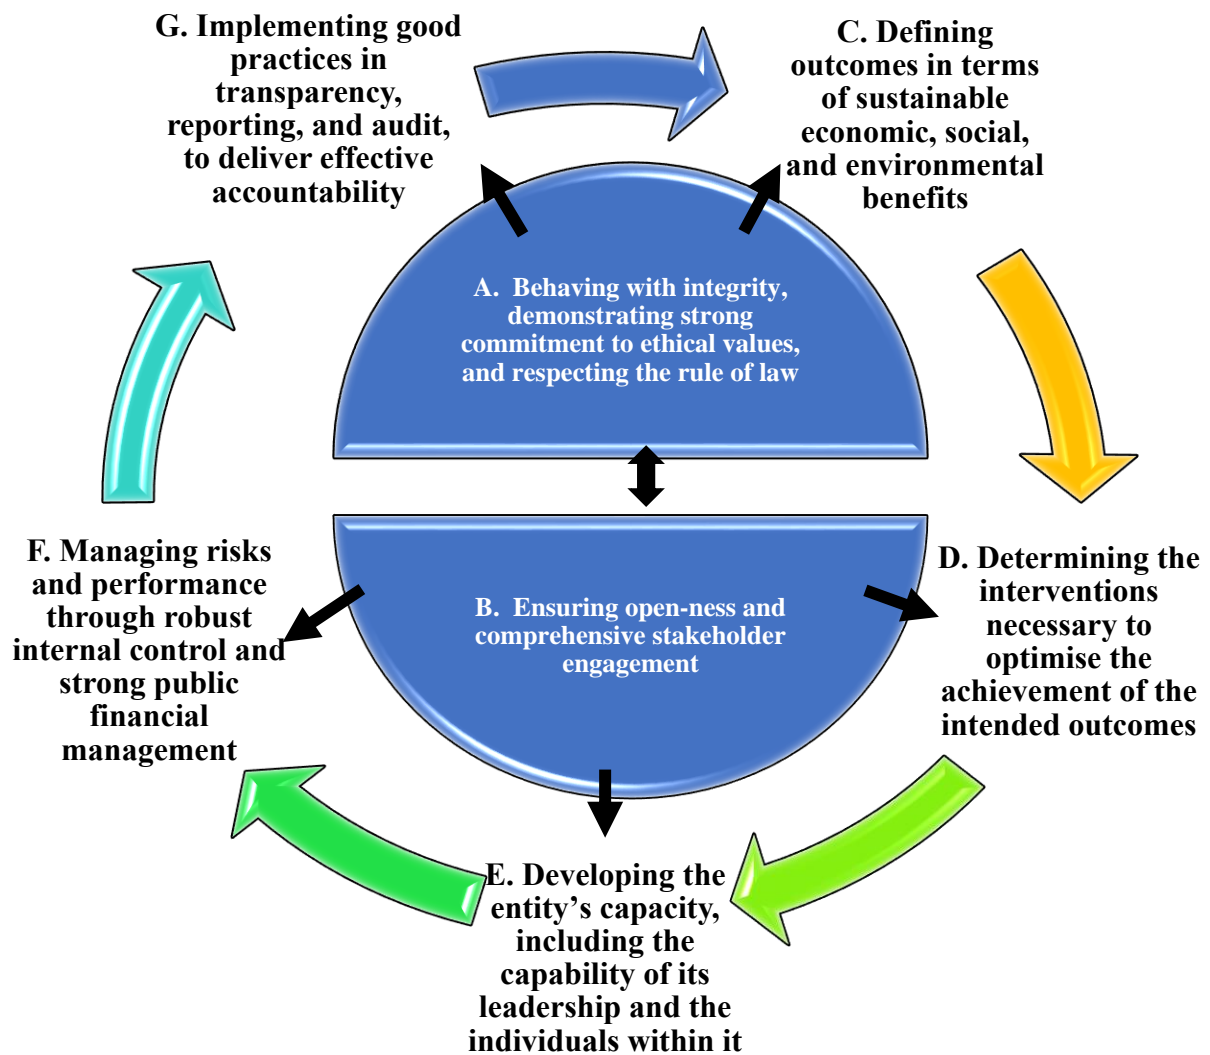 G. Implementing good
practices in
transparency,
reporting, and audit,
to deliver effective
accountability
C. Defining
outcomes in terms
of sustainable
economic, social,
and environmental
benefits
A.  Behaving with integrity,
demonstrating strong
commitment to ethical values,
and respecting the rule of law
F. Managing risks
and performance
through robust
internal control and
strong public
financial
management
B.  Ensuring open-ness and
comprehensive stakeholder
engagement
D. Determining the
interventions
necessary to
optimise the
achievement of the
intended outcomes
E. Developing the
entity’s capacity,
including the
capability of its
leadership and the
individuals within it